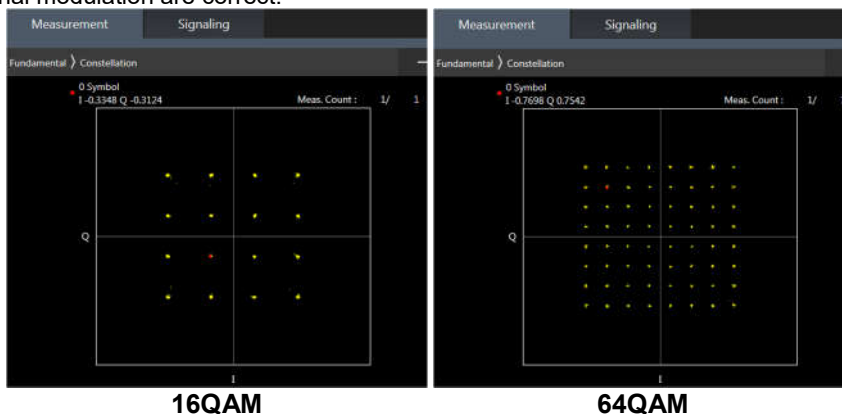 nal modulation are correct.
Measurement Signaling
Fundamental ⟩ Constellation
0 Symbol
I -0.3348 Q -0.3124 Meas. Count : 1/ 1
Q
I
16QAM
Measurement Signaling
Fundamental ⟩ Constellation
0 Symbol
I -0.7698 Q 0.7542 Meas. Count : 1/
Q
I
64QAM